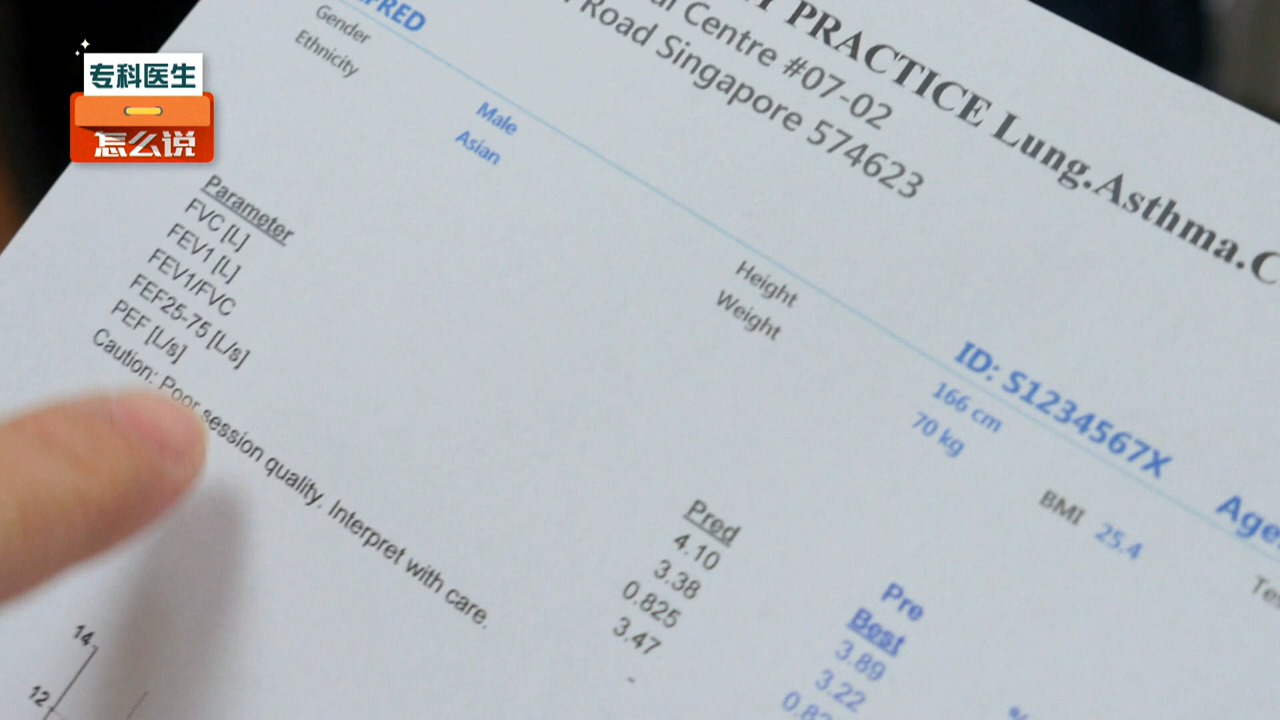 专科医生
怎么说
PRACTICE Lung.Asthma.
Centre #07-02
Road Singapore 574623
Gender Male
Ethnicity Asian
Height 166 cm
Weight 70 kg
ID: S1234567X
BMI 25.4
Parameter Pred Pre Best
FVC [L] 4.10 3.89
FEV1 [L] 3.38 3.22
FEV1/FVC 0.825
FEF25-75 [L/s] 3.47
PEF [L/s] -
Caution: Poor session quality. Interpret with care.
14
12